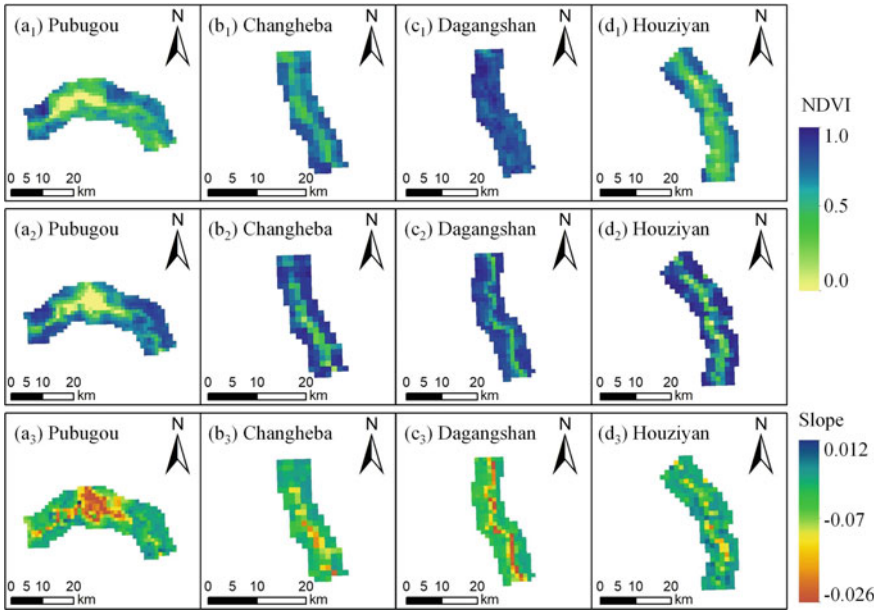 (a₁) Pubugou N (b₁) Changheba N (c₁) Dagangshan N (d₁) Houziyan N
0 5 10 20 km 0 5 10 20 km 0 5 10 20 km 0 5 10 20 km
NDVI
1.0
0.5
0.0
(a₂) Pubugou N (b₂) Changheba N (c₂) Dagangshan N (d₂) Houziyan N
0 5 10 20 km 0 5 10 20 km 0 5 10 20 km 0 5 10 20 km
(a₃) Pubugou N (b₃) Changheba N (c₃) Dagangshan N (d₃) Houziyan N
0 5 10 20 km 0 5 10 20 km 0 5 10 20 km 0 5 10 20 km
Slope
0.012
-0.07
-0.026